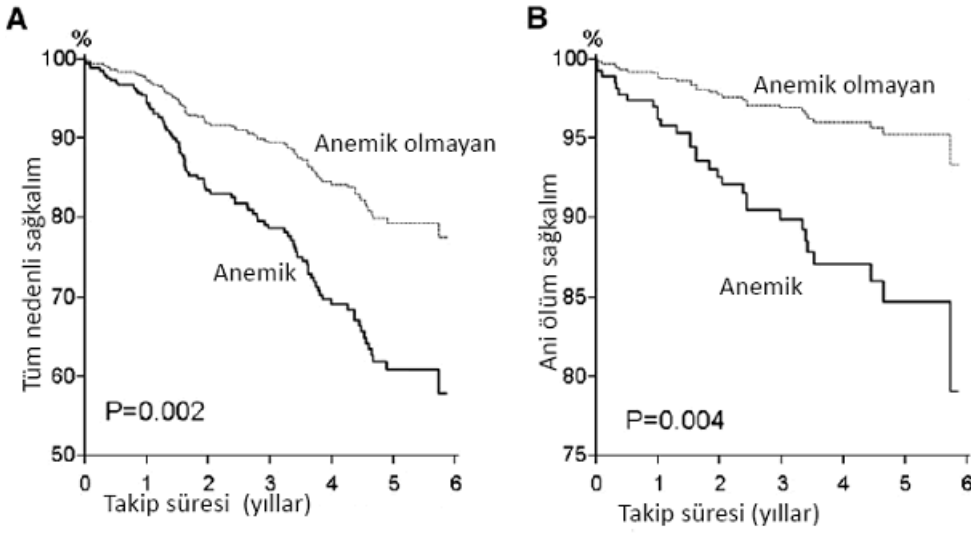 A
%
100
90
80
70
60
50
Tüm nedenli sağkalım
Anemik olmayan
Anemik
P=0.002
0 1 2 3 4 5 6
Takip süresi (yıllar)
B
%
100
95
90
85
80
75
Ani ölüm sağkalım
Anemik olmayan
Anemik
P=0.004
0 1 2 3 4 5 6
Takip süresi (yıllar)